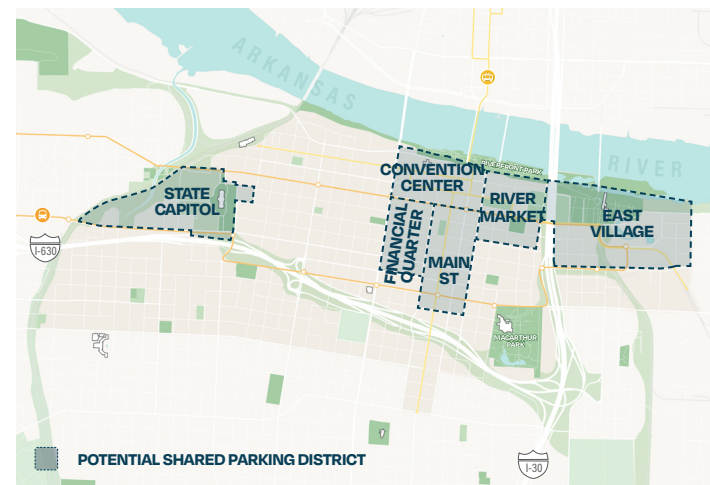 ARKANSAS
RIVERFRONT PARK
RIVER
CONVENTION
CENTER
STATE
CAPITOL
RIVER
MARKET
EAST
VILLAGE
FINANCIAL
QUARTER
MAIN
ST
I-630
MACARTHUR
PARK
POTENTIAL SHARED PARKING DISTRICT
I-30